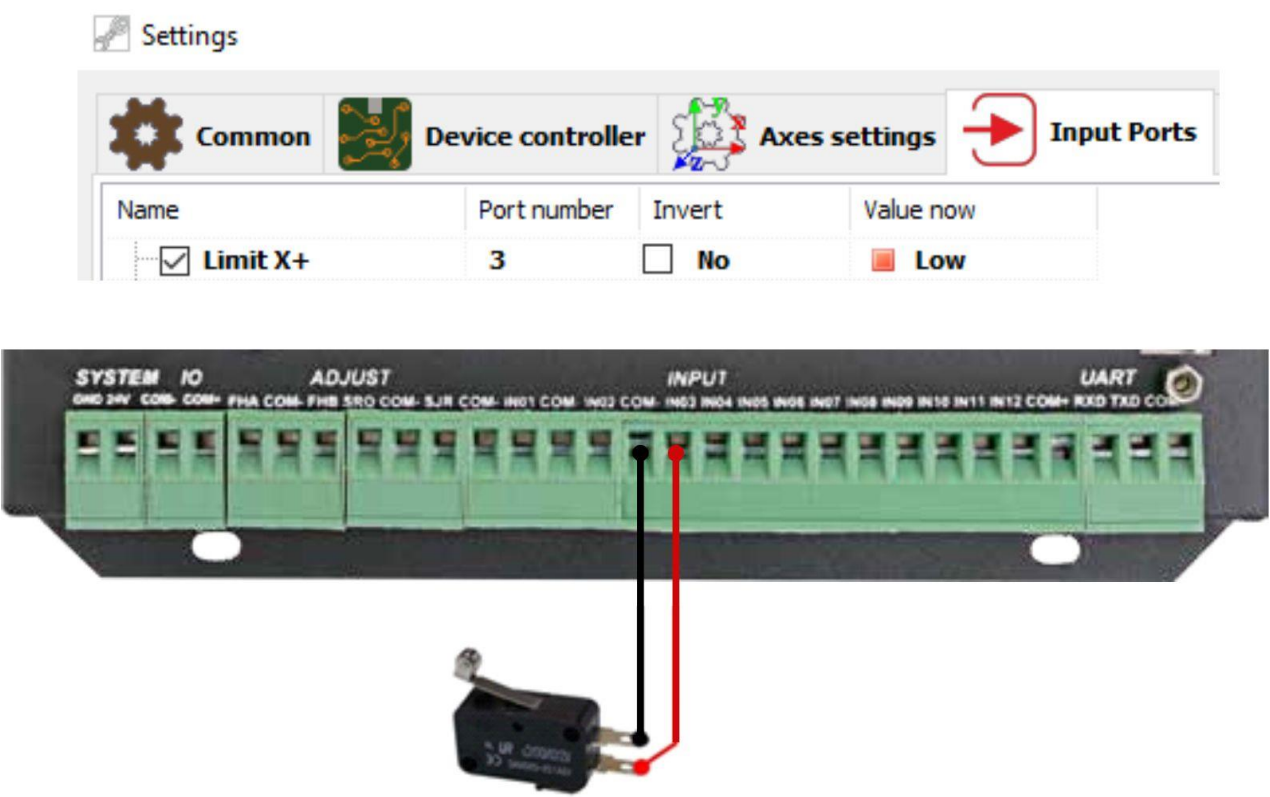 Settings
Common Device controller Axes settings Input Ports
Name Port number Invert Value now
Limit X+ 3 No Low
SYSTEM IO ADJUST INPUT UART
GND 24V COM- COM+ FHA COM- FHB SRO COM- SJR COM- IN01 COM- IN02 COM- IN03 IN04 IN05 IN06 IN07 IN08 IN09 IN10 IN11 IN12 COM+ RXD TXD